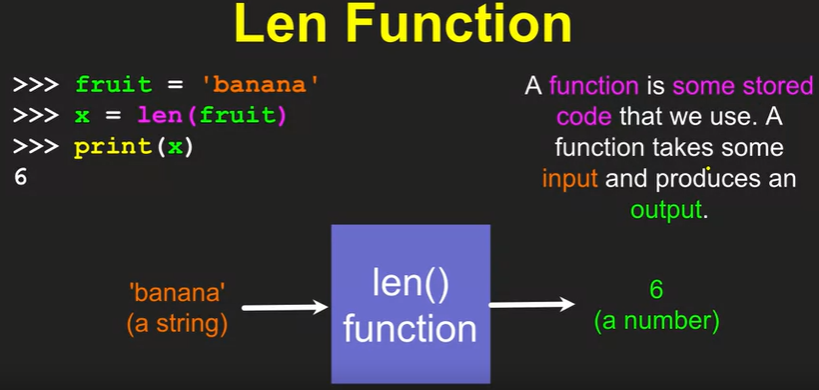 Len Function
>>> fruit = 'banana'
>>> x = len(fruit)
>>> print(x)
6
A function is some stored
code that we use. A
function takes some
input and produces an
output.
'banana'
(a string)
len()
function
6
(a number)